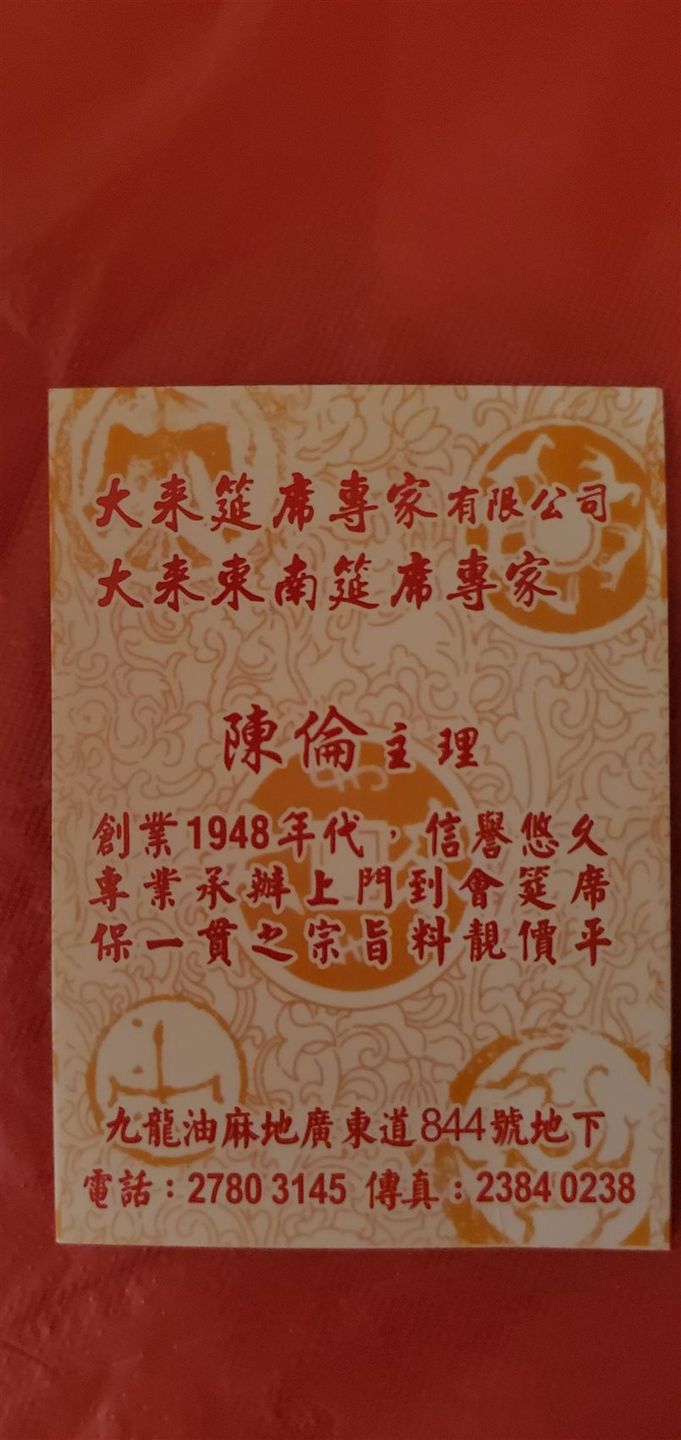 大来筵席專家有限公司
大来東南筵席專家
陳倫主理
創業1948年代，信譽悠久
專業承辦上門到會筵席
保一貫之宗旨料靚價平
九龍油麻地廣東道844號地下
電話：2780 3145 傳真：2384 0238